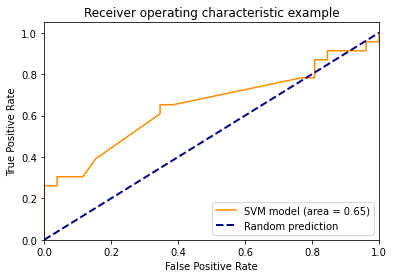 Receiver operating characteristic example
True Positive Rate
1.0
0.8
0.6
0.4
0.2
0.0
SVM model (area = 0.65)
Random prediction
0.0 0.2 0.4 0.6 0.8 1.0
False Positive Rate